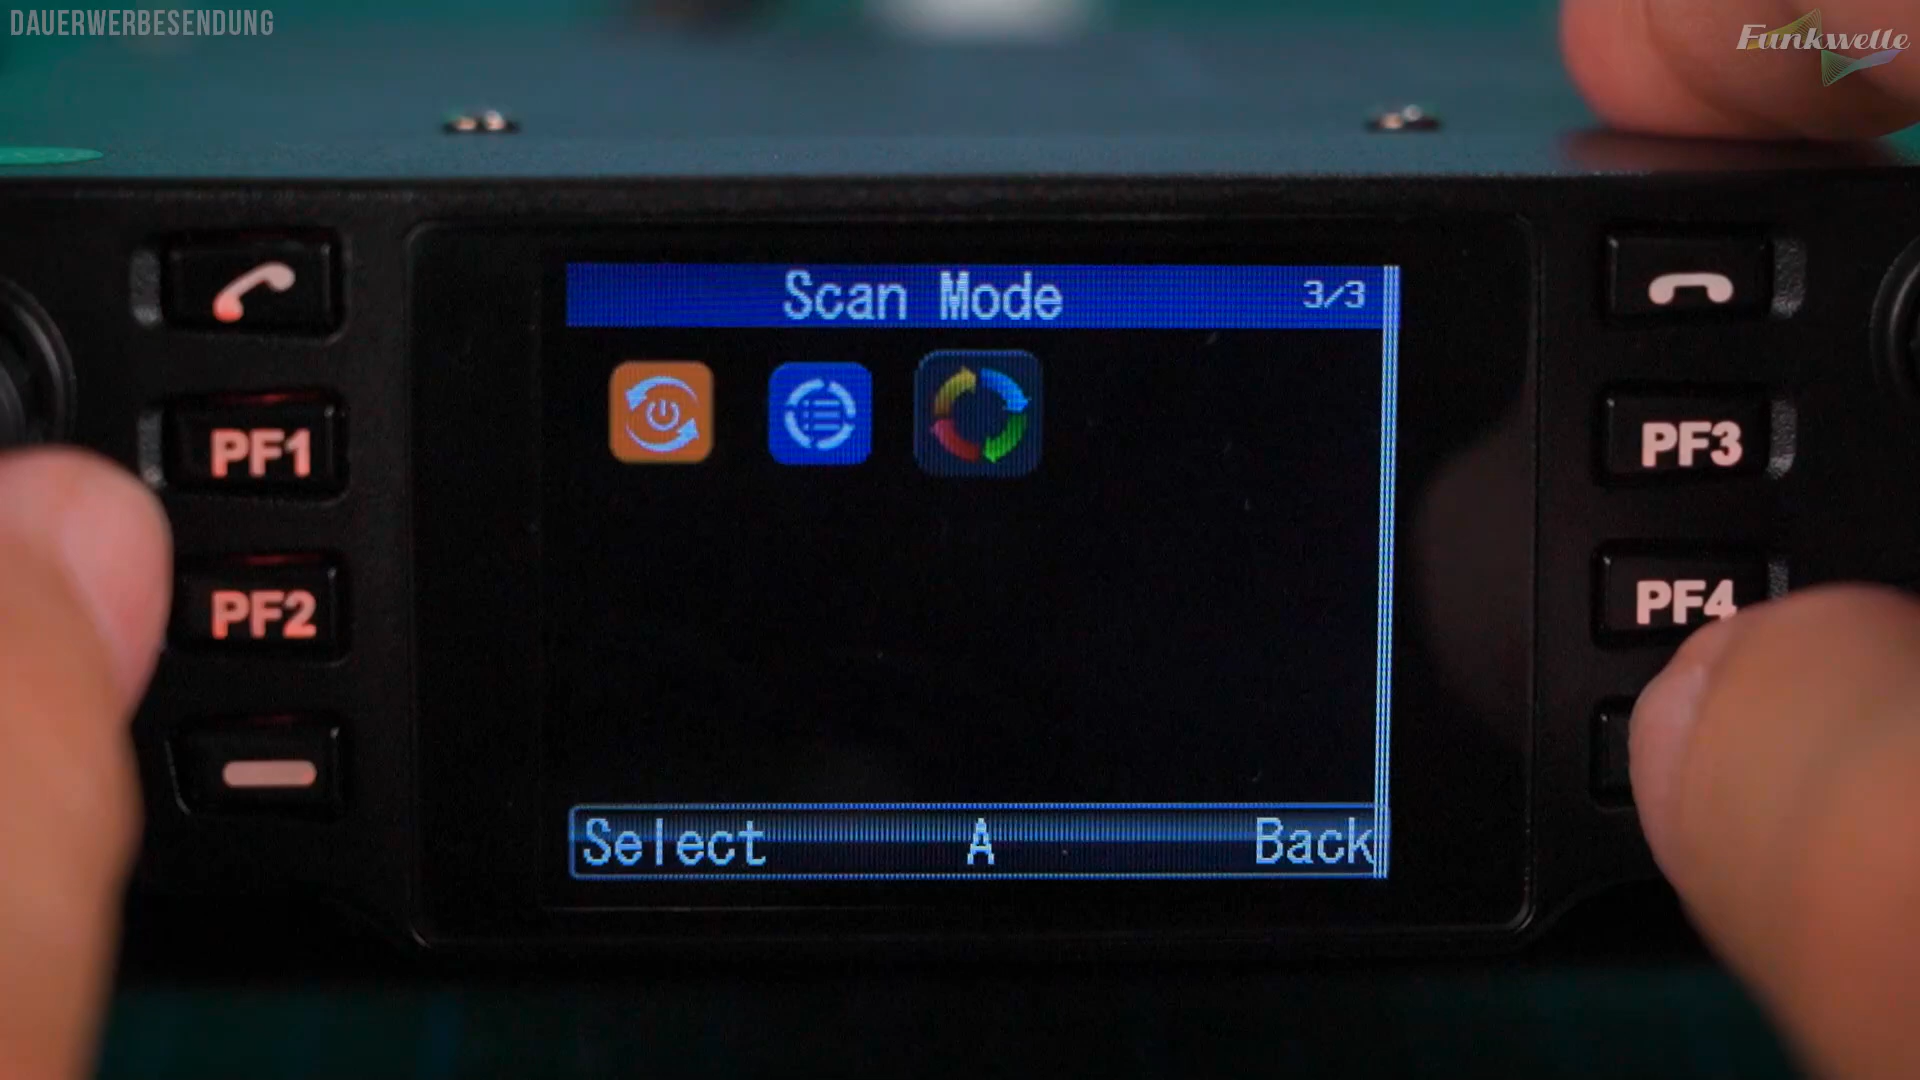 DAUERWERBESENDUNG
Funkwelle
Scan Mode 3/3
PF1
PF3
PF2
PF4
Select A Back